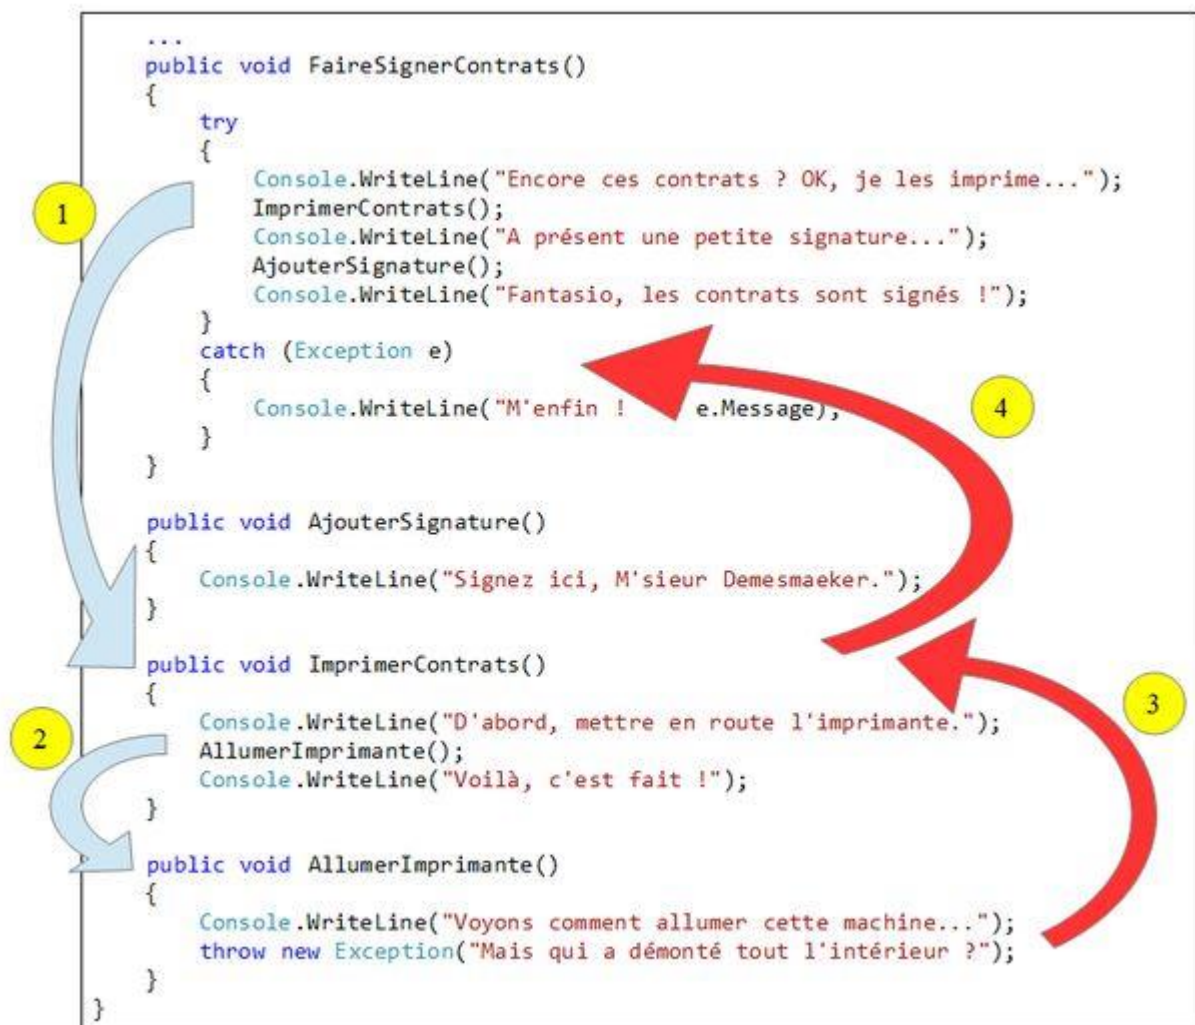 ...
public void FaireSignerContrats()
{
try
{
Console.WriteLine("Encore ces contrats ? OK, je les imprime...");
ImprimerContrats();
Console.WriteLine("A présent une petite signature...");
AjouterSignature();
Console.WriteLine("Fantasio, les contrats sont signés !");
}
catch (Exception e)
{
Console.WriteLine("M'enfin ! e.Message);
}
}
public void AjouterSignature()
{
Console.WriteLine("Signez ici, M'sieur Demesmaeker.");
}
public void ImprimerContrats()
{
Console.WriteLine("D'abord, mettre en route l'imprimante.");
AllumerImprimante();
Console.WriteLine("Voilà, c'est fait !");
}
public void AllumerImprimante()
{
Console.WriteLine("Voyons comment allumer cette machine...");
throw new Exception("Mais qui a démonté tout l'intérieur ?");
}
}
1
2
3
4